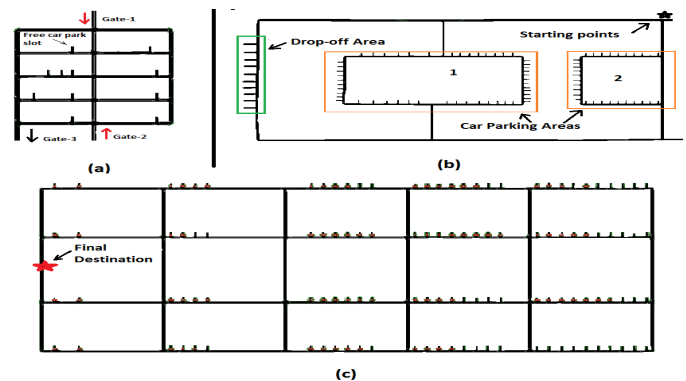 Gate-1
Free car park
slot
Gate-3
Gate-2
(a)
Starting points
Drop-off Area
1
2
Car Parking Areas
(b)
Final
Destination
(c)